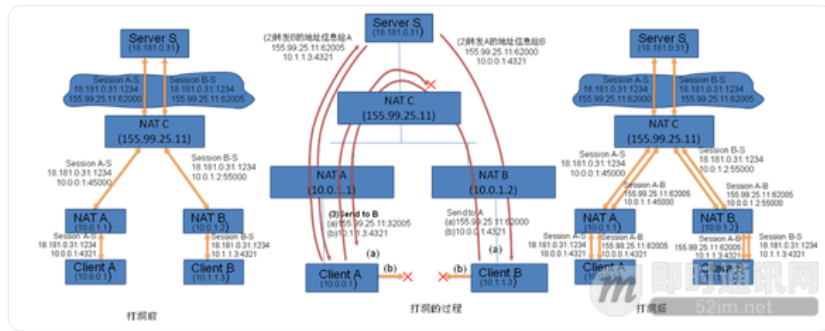 Server S
(18.181.0.31)
Session A-S
18.181.0.31:1234
155.99.25.11:62000
Session B-S
18.181.0.31:1234
155.99.25.11:62005
NAT C
(155.99.25.11)
Session A-S
18.181.0.31:1234
10.0.0.1:45000
Session B-S
18.181.0.31:1234
10.0.1.2:55000
NAT A
(10.0.1.1)
NAT B
(10.0.1.2)
Session A-S
18.181.0.31:1234
10.0.0.1:4321
Session B-S
18.181.0.31:1234
10.1.1.3:4321
Client A
(10.0.0.1)
Client B
(10.1.1.3)
打洞前
(2)转发B的地址信息给A
155.99.25.11:62005
10.1.1.3:4321
Server S
(18.181.0.31)
(2)转发A的地址信息给B
155.99.25.11:62000
10.0.0.1:4321
NAT C
(155.99.25.11)
NAT A
(10.0.1.1)
NAT B
(10.0.1.2)
(3)Send to B
(a)155.99.25.11:32005
(b)10.1.1.3:4321
Send to A
(a)155.99.25.11:62000
(b)10.0.0.1:4321
(a)
(a)
Client A
(10.0.0.1)
(b)
(b)
Client B
(10.1.1.3)
打洞的过程
Server S
(18.181.0.31)
Session A-S
18.181.0.31:1234
155.99.25.11:62000
Session B-S
18.181.0.31:1234
155.99.25.11:62005
NAT C
(155.99.25.11)
Session A-S
18.181.0.31:1234
10.0.1.1:45000
Session A-B
155.99.25.11:62005
10.0.1.1:45000
Session B-S
18.181.0.31:1234
10.0.1.2:55000
Session A-B
155.99.25.11:62000
10.0.1.2:55000
NAT A
(10.0.1.1)
NAT B
(10.0.1.2)
Session A-S
18.181.0.31:1234
10.0.0.1:4321
Session A-B
155.99.25.11:62005
10.0.0.1:4321
Session A-B
155.99.25.11:62000
10.1.1.3:4321
Session B-S
18.181.0.31:1234
10.1.1.3:4321
Client A
(10.0.0.1)
打洞后
即时通讯网
52im.net